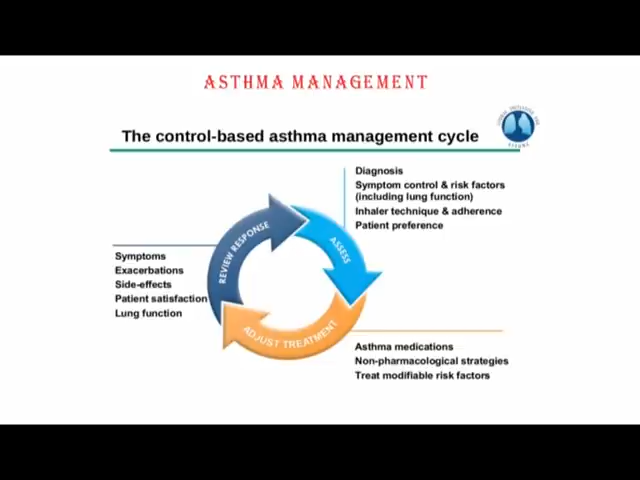 ASTHMA MANAGEMENT
The control-based asthma management cycle
Diagnosis
Symptom control & risk factors
(including lung function)
Inhaler technique & adherence
Patient preference
REVIEW RESPONSE
ASSESS
Symptoms
Exacerbations
Side-effects
Patient satisfaction
Lung function
ADJUST TREATMENT
Asthma medications
Non-pharmacological strategies
Treat modifiable risk factors